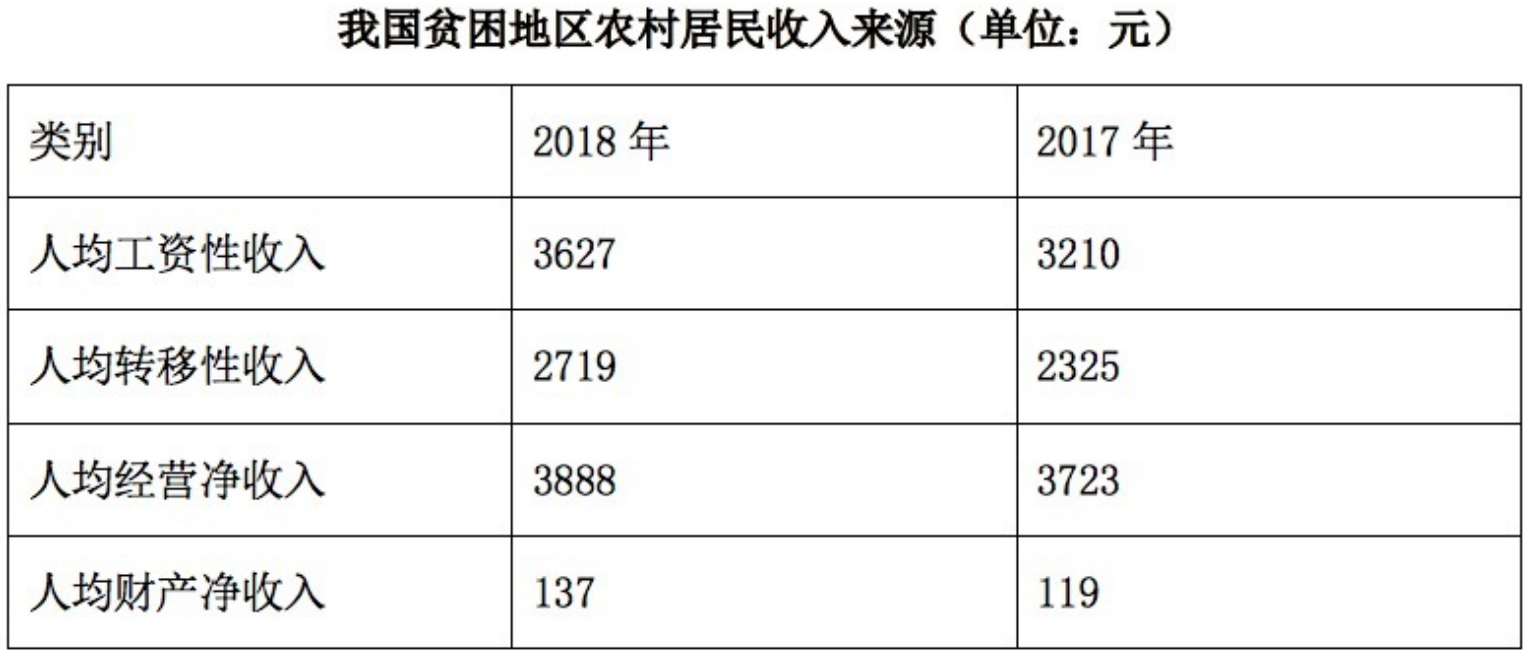 我国贫困地区农村居民收入来源（单位：元）
类别 2018 年 2017 年
人均工资性收入 3627 3210
人均转移性收入 2719 2325
人均经营净收入 3888 3723
人均财产净收入 137 119